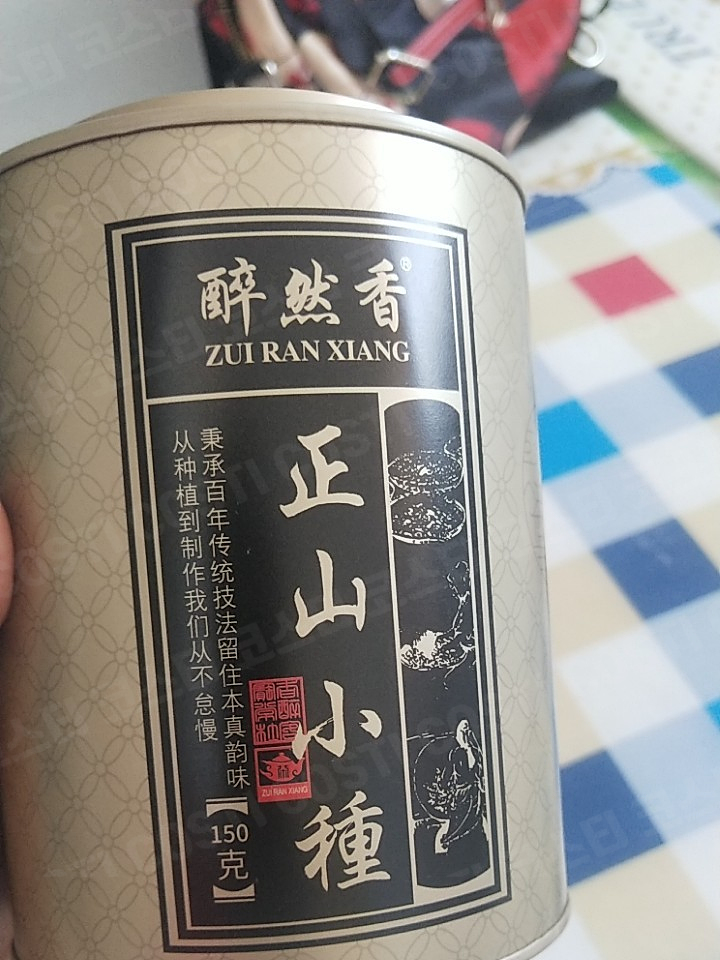 醉然香®
ZUI RAN XIANG
正山小種
秉承百年传统技法留住本真韵味
从种植到制作我们从不怠慢
【150克】
ZUI RAN XIANG